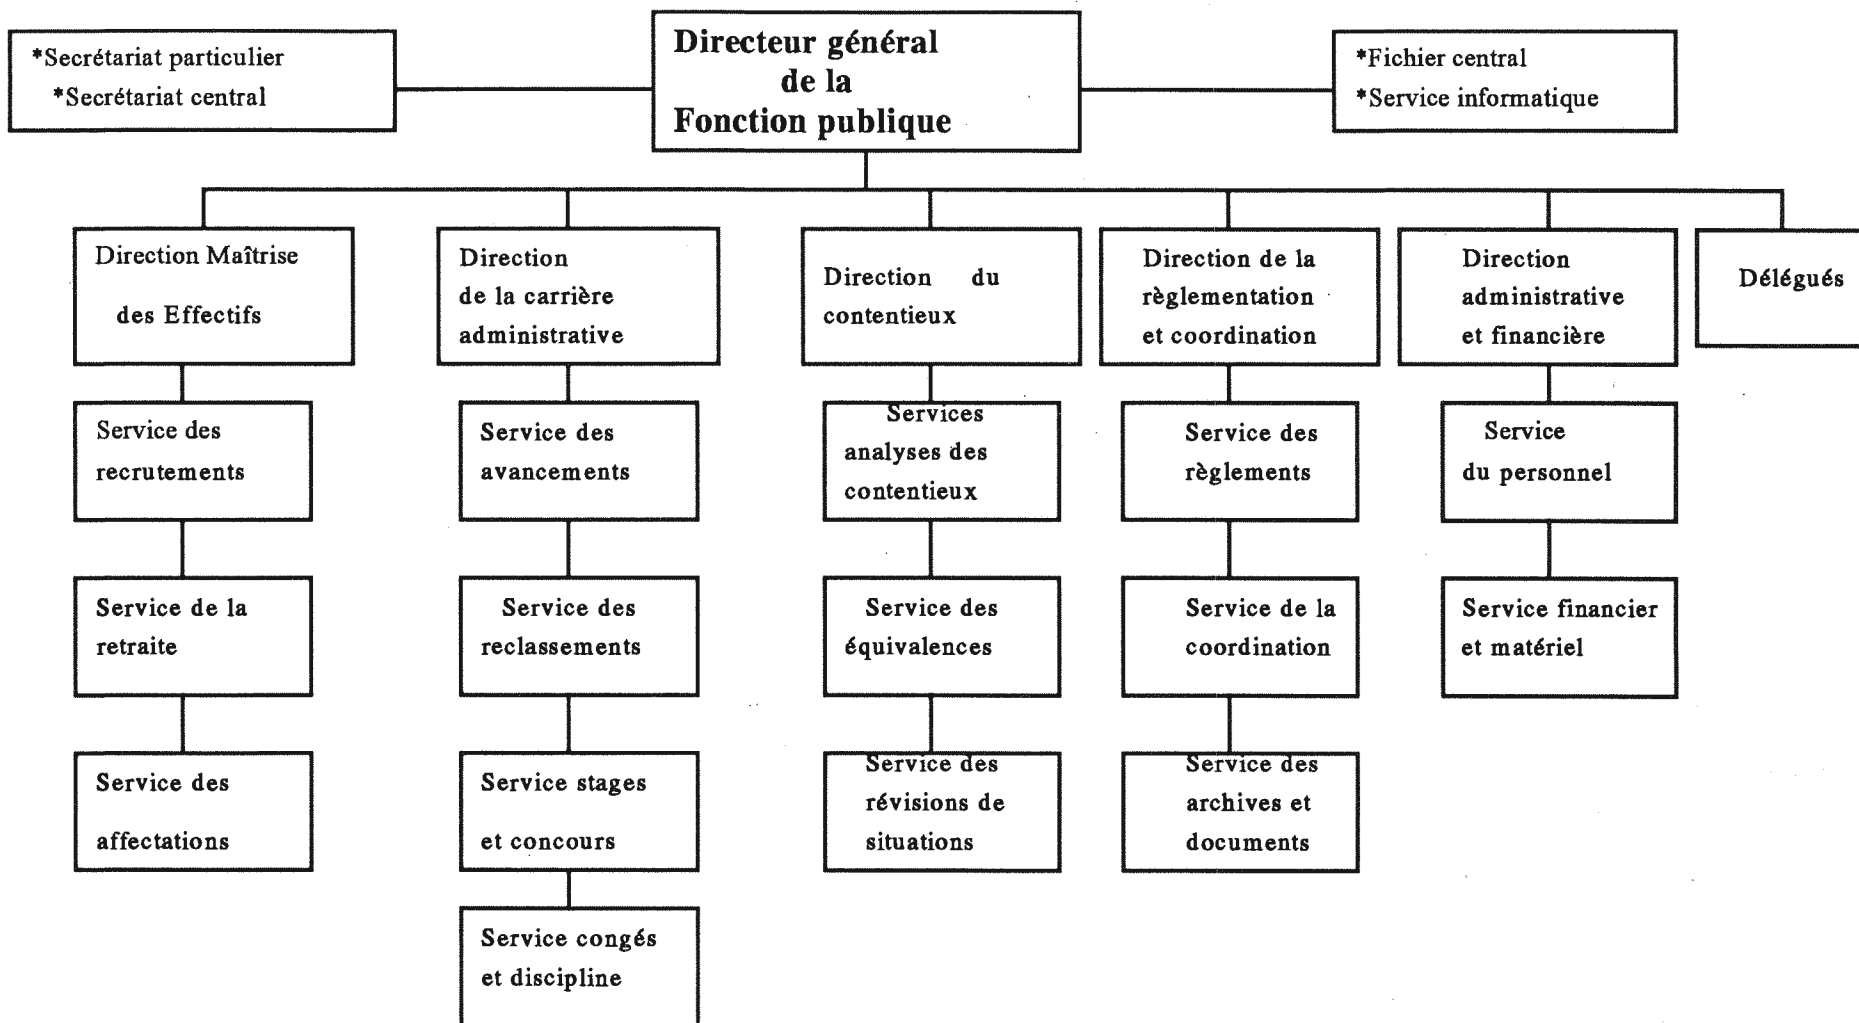 *Secrétariat particulier
*Secrétariat central
Directeur général
de la
Fonction publique
*Fichier central
*Service informatique
Direction Maîtrise
des Effectifs
Direction
de la carrière
administrative
Direction du
contentieux
Direction de la
règlementation
et coordination
Direction
administrative
et financière
Délégués
Service des
recrutements
Service des
avancements
Services
analyses des
contentieux
Service des
règlements
Service
du personnel
Service de la
retraite
Service des
reclassements
Service des
équivalences
Service de la
coordination
Service financier
et matériel
Service des
affectations
Service stages
et concours
Service des
révisions de
situations
Service des
archives et
documents
Service congés
et discipline